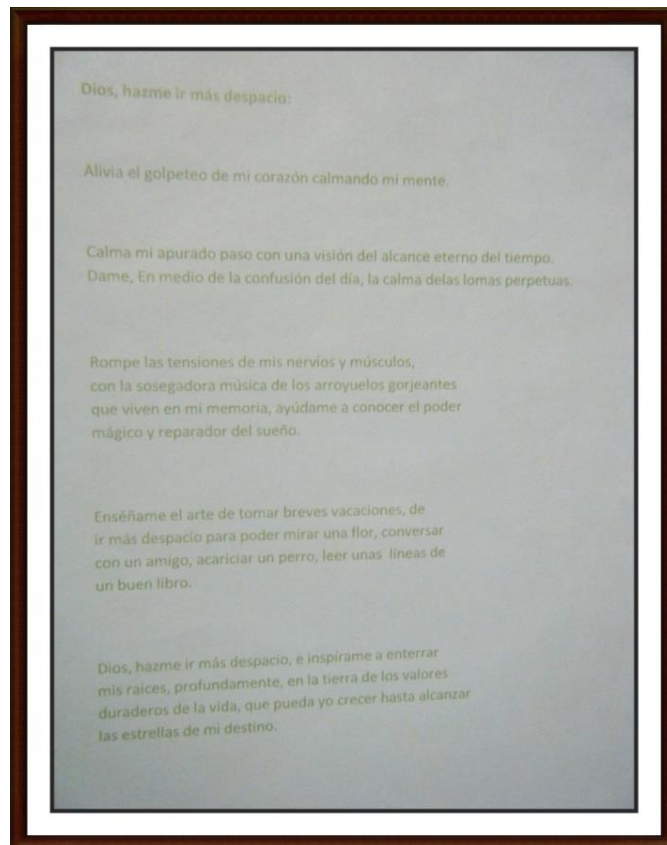 Dios, hazme ir más despacio:
Alivia el golpeteo de mi corazón calmando mi mente.
Calma mi apurado paso con una visión del alcance eterno del tiempo.
Dame, En medio de la confusión del día, la calma delas lomas perpetuas.
Rompe las tensiones de mis nervios y músculos,
con la sosegadora música de los arroyuelos gorjeantes
que viven en mi memoria, ayúdame a conocer el poder
mágico y reparador del sueño.
Enséñame el arte de tomar breves vacaciones, de
ir más despacio para poder mirar una flor, conversar
con un amigo, acariciar un perro, leer unas líneas de
un buen libro.
Dios, hazme ir más despacio, e inspírame a enterrar
mis raíces, profundamente, en la tierra de los valores
duraderos de la vida, que pueda yo crecer hasta alcanzar
las estrellas de mi destino.